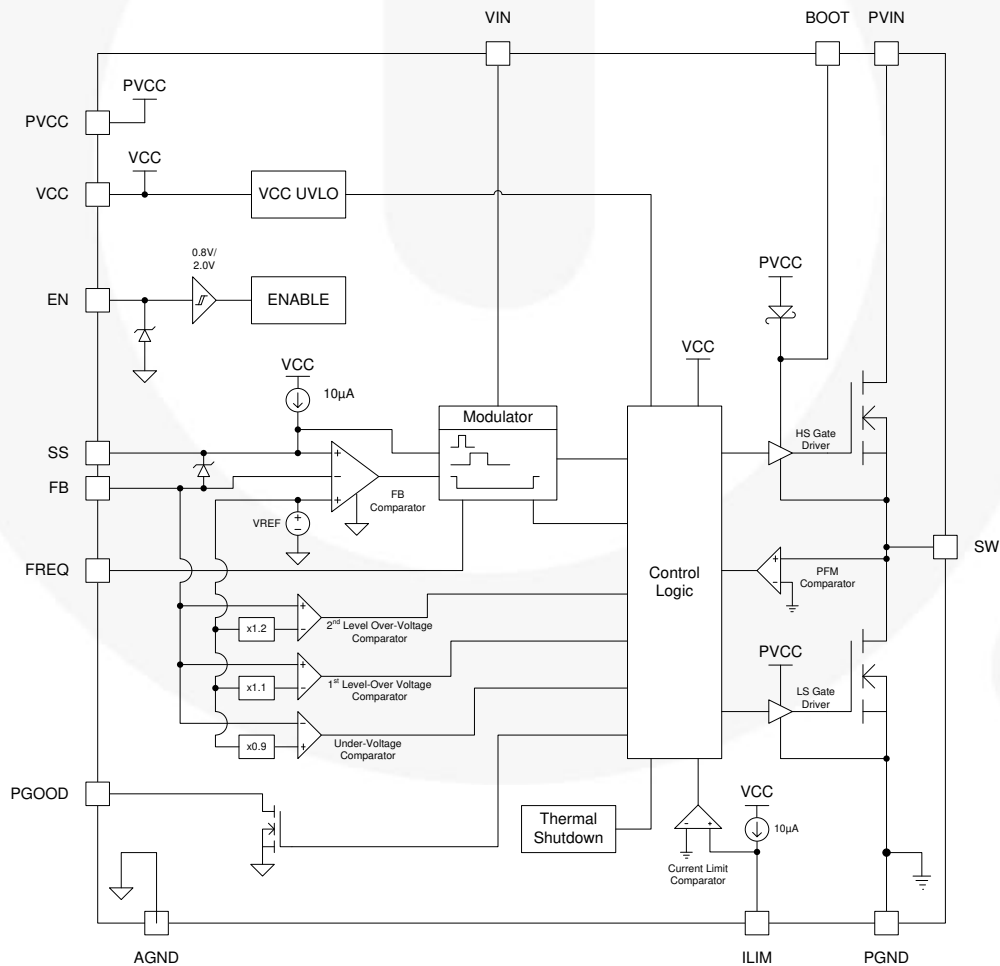 VIN
BOOT
PVIN
PVCC
PVCC
VCC
VCC
VCC UVLO
EN
0.8V/
2.0V
ENABLE
PVCC
VCC
10µA
VCC
Modulator
SS
FB
+
−
+
FB
Comparator
VREF
+
−
HS Gate
Driver
FREQ
Control
Logic
+
−
PFM
Comparator
SW
x1.2
+
−
2nd Level Over-Voltage
Comparator
x1.1
+
−
1st Level-Over Voltage
Comparator
x0.9
−
+
Under-Voltage
Comparator
PVCC
LS Gate
Driver
PGOOD
Thermal
Shutdown
VCC
10µA
−
+
Current Limit
Comparator
AGND
ILIM
PGND